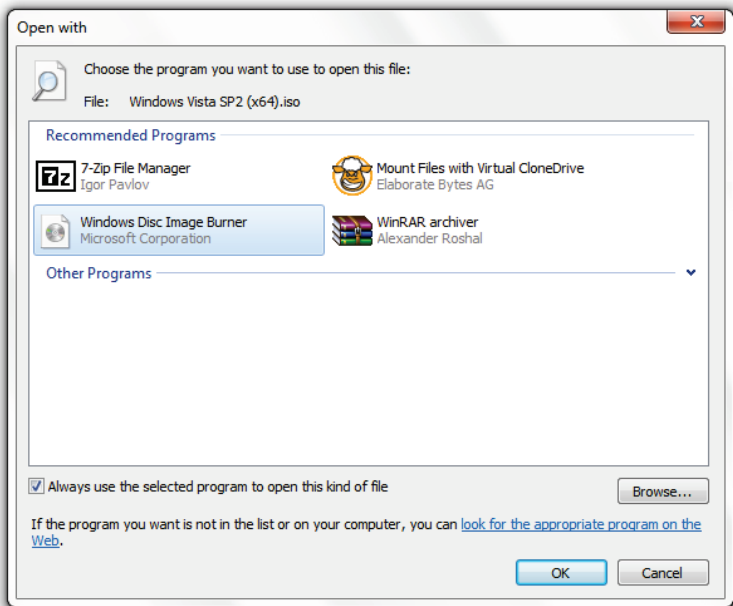 Open with
Choose the program you want to use to open this file:
File: Windows Vista SP2 (x64).iso
Recommended Programs
7z
7-Zip File Manager
Igor Pavlov
Mount Files with Virtual CloneDrive
Elaborate Bytes AG
Windows Disc Image Burner
Microsoft Corporation
WinRAR archiver
Alexander Roshal
Other Programs
Always use the selected program to open this kind of file
Browse...
If the program you want is not in the list or on your computer, you can look for the appropriate program on the
Web.
OK
Cancel